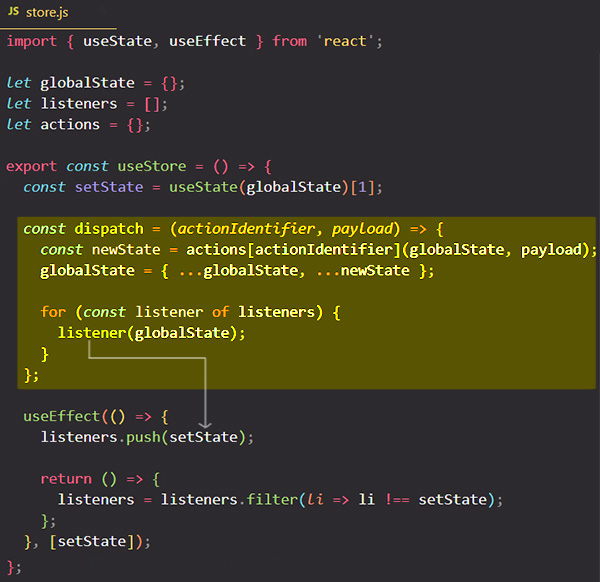 JS store.js
import { useState, useEffect } from 'react';
let globalState = {};
let listeners = [];
let actions = {};
export const useStore = () => {
const setState = useState(globalState)[1];
const dispatch = (actionIdentifier, payload) => {
const newState = actions[actionIdentifier](globalState, payload);
globalState = { ...globalState, ...newState };
for (const listener of listeners) {
listener(globalState);
}
};
useEffect(() => {
listeners.push(setState);
return () => {
listeners = listeners.filter(li => li !== setState);
};
}, [setState]);
};